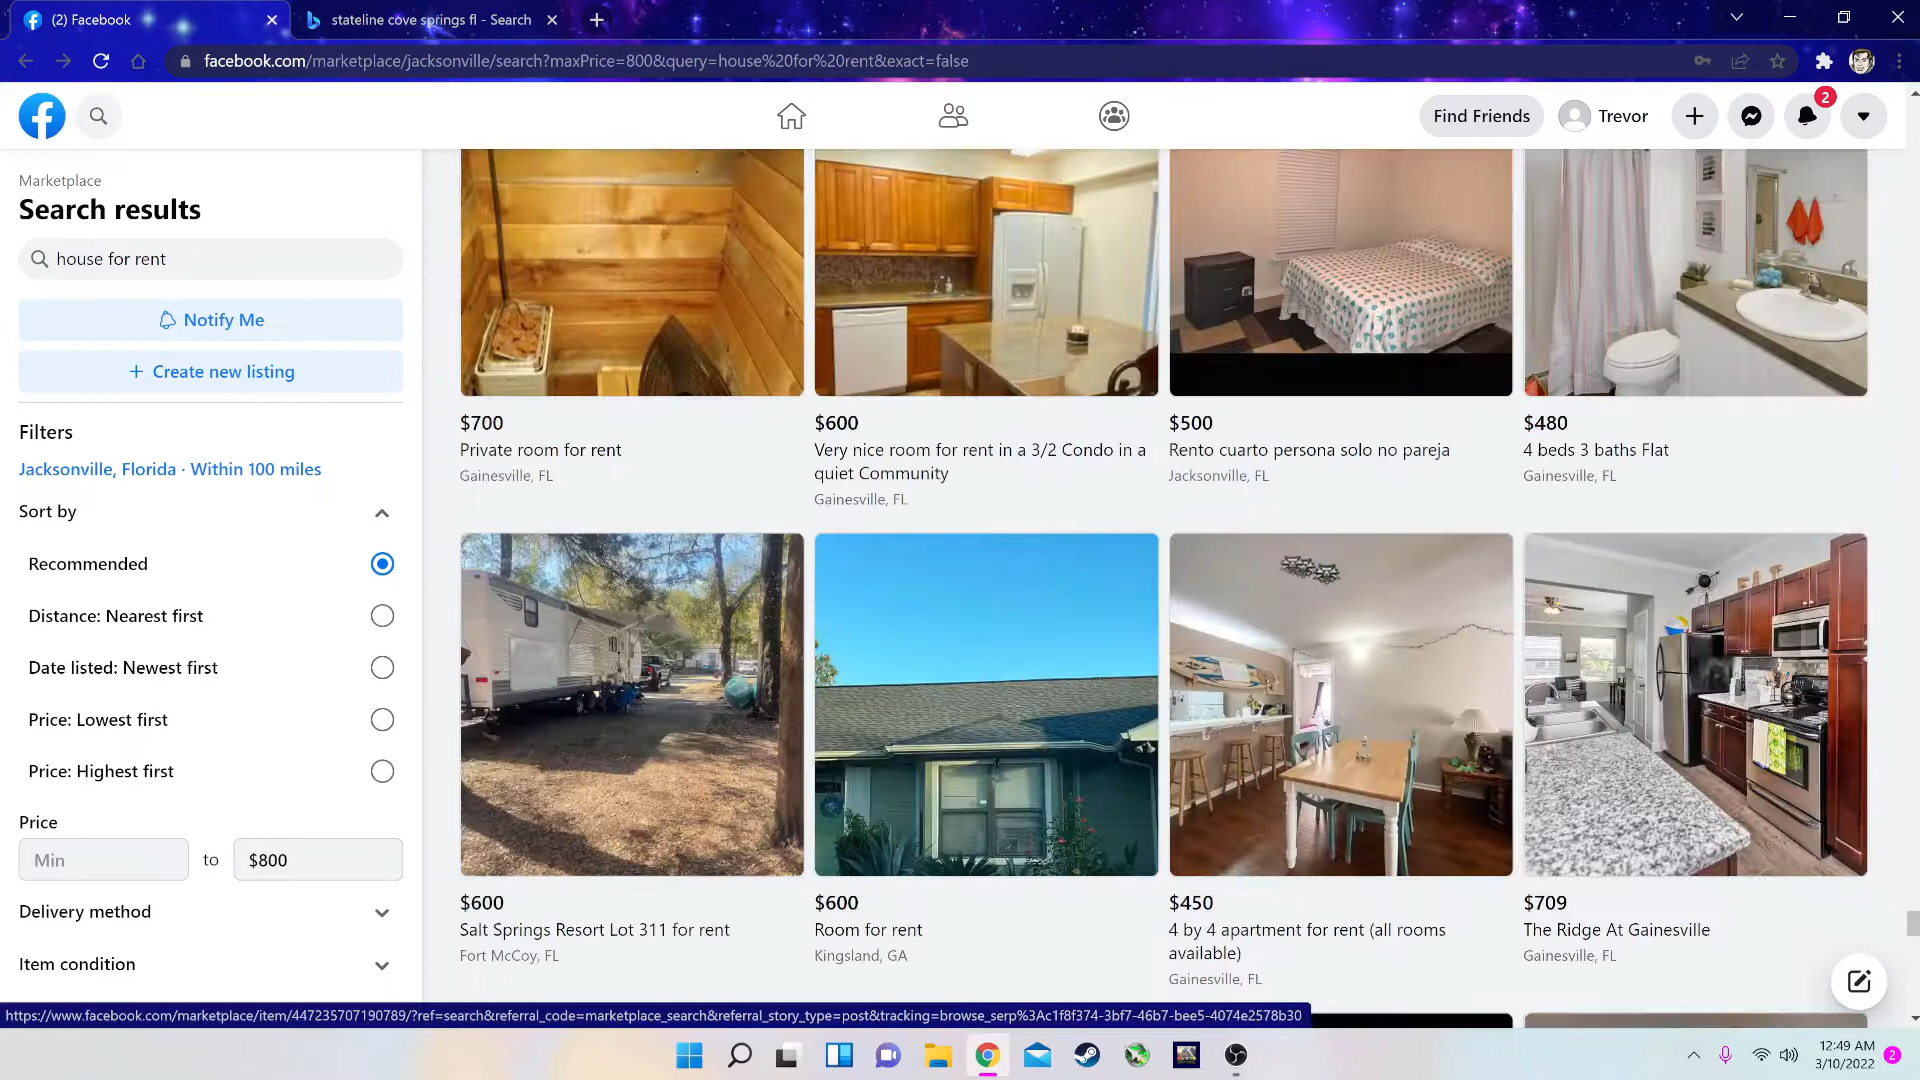 (2) Facebook
stateline cove springs fl - Search
facebook.com/marketplace/jacksonville/search?maxPrice=800&query=house%20for%20rent&exact=false
Find Friends
Trevor
2
Marketplace
Search results
house for rent
Notify Me
Create new listing
Filters
Jacksonville, Florida · Within 100 miles
Sort by
Recommended
Distance: Nearest first
Date listed: Newest first
Price: Lowest first
Price: Highest first
Price
Min
to
$800
Delivery method
Item condition
$700
Private room for rent
Gainesville, FL
$600
Very nice room for rent in a 3/2 Condo in a
quiet Community
Gainesville, FL
$500
Rento cuarto persona solo no pareja
Jacksonville, FL
$480
4 beds 3 baths Flat
Gainesville, FL
EAT
$600
Salt Springs Resort Lot 311 for rent
Fort McCoy, FL
$600
Room for rent
Kingsland, GA
$450
4 by 4 apartment for rent (all rooms
available)
Gainesville, FL
$709
The Ridge At Gainesville
Gainesville, FL
https://www.facebook.com/marketplace/item/447235707190789/?ref=search&referral_code=marketplace_search&referral_story_type=post&tracking=browse_serp%3Ac1f8f374-3bf7-46b7-bee5-4074e2578b30
12:49 AM
3/10/2022
2